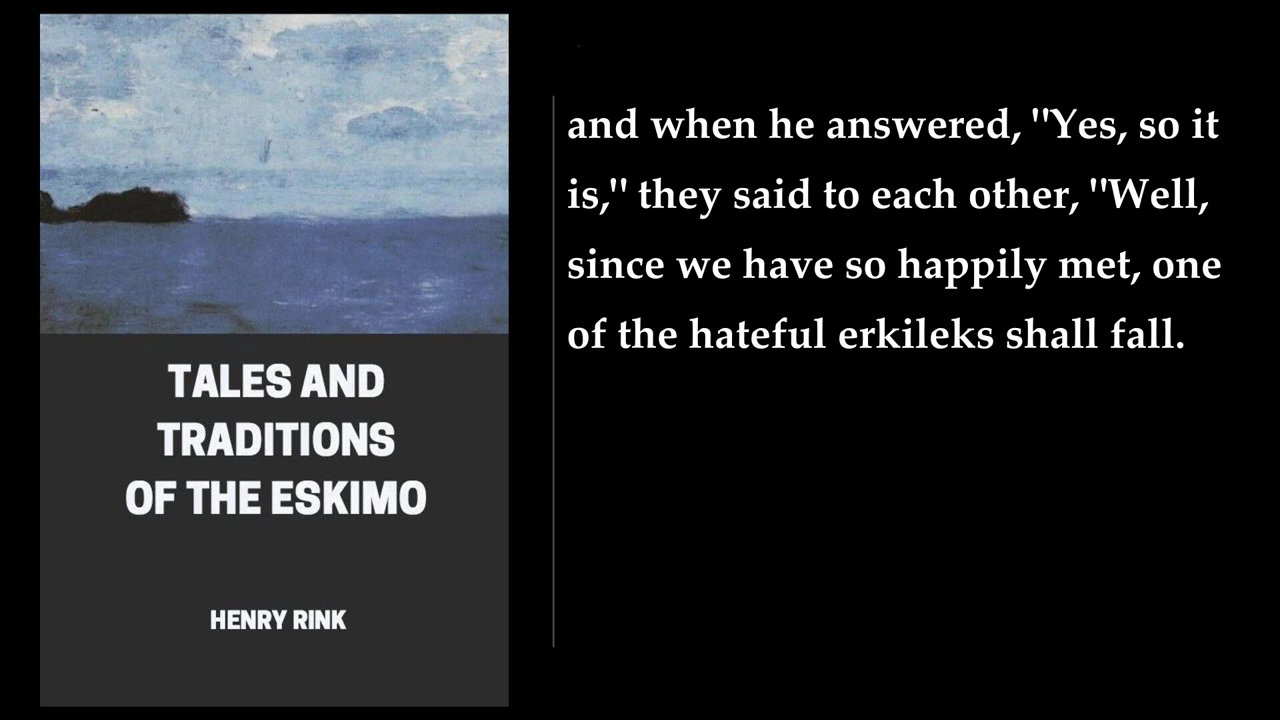 TALES AND
TRADITIONS
OF THE ESKIMO
HENRY RINK
and when he answered, "Yes, so it
is," they said to each other, "Well,
since we have so happily met, one
of the hateful erkileks shall fall.